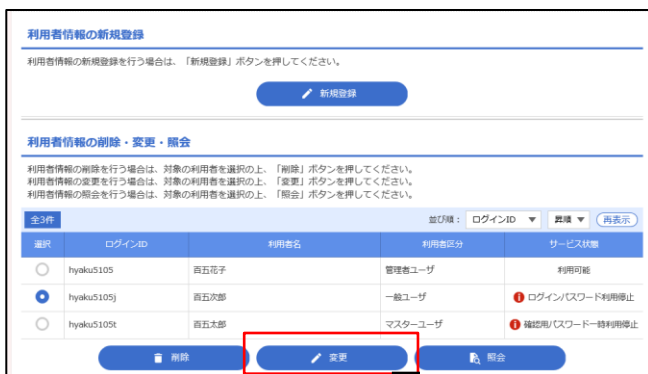 利用者情報の新規登録
利用者情報の新規登録を行う場合は、「新規登録」ボタンを押してください。
新規登録
利用者情報の削除・変更・照会
利用者情報の削除を行う場合は、対象の利用者を選択の上、「削除」ボタンを押してください。
利用者情報の変更を行う場合は、対象の利用者を選択の上、「変更」ボタンを押してください。
利用者情報の照会を行う場合は、対象の利用者を選択の上、「照会」ボタンを押してください。
全3件 並び順： ログインID ▼ 昇順 ▼ 再表示
選択 ログインID 利用者名 利用者区分 サービス状態
hyaku5105 百五花子 管理者ユーザ 利用可能
hyaku5105j 百五次郎 一般ユーザ ログインパスワード利用停止
hyaku5105t 百五太郎 マスターユーザ 確認用パスワード一時利用停止
削除 変更 照会